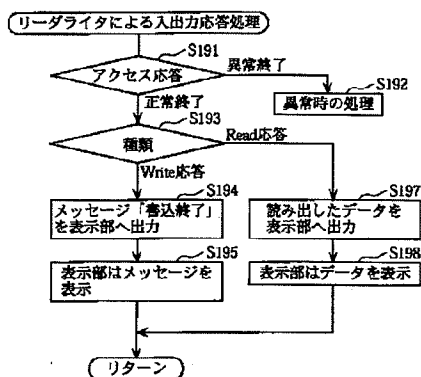 リーダライタによる入出力応答処理
S191
アクセス応答
異常終了
S192
異常時の処理
正常終了
S193
種類
Read応答
Write応答
S194
メッセージ「書込終了」
を表示部へ出力
S197
読み出したデータを
表示部へ出力
S195
表示部はメッセージを
表示
S198
表示部はデータを表示
リターン